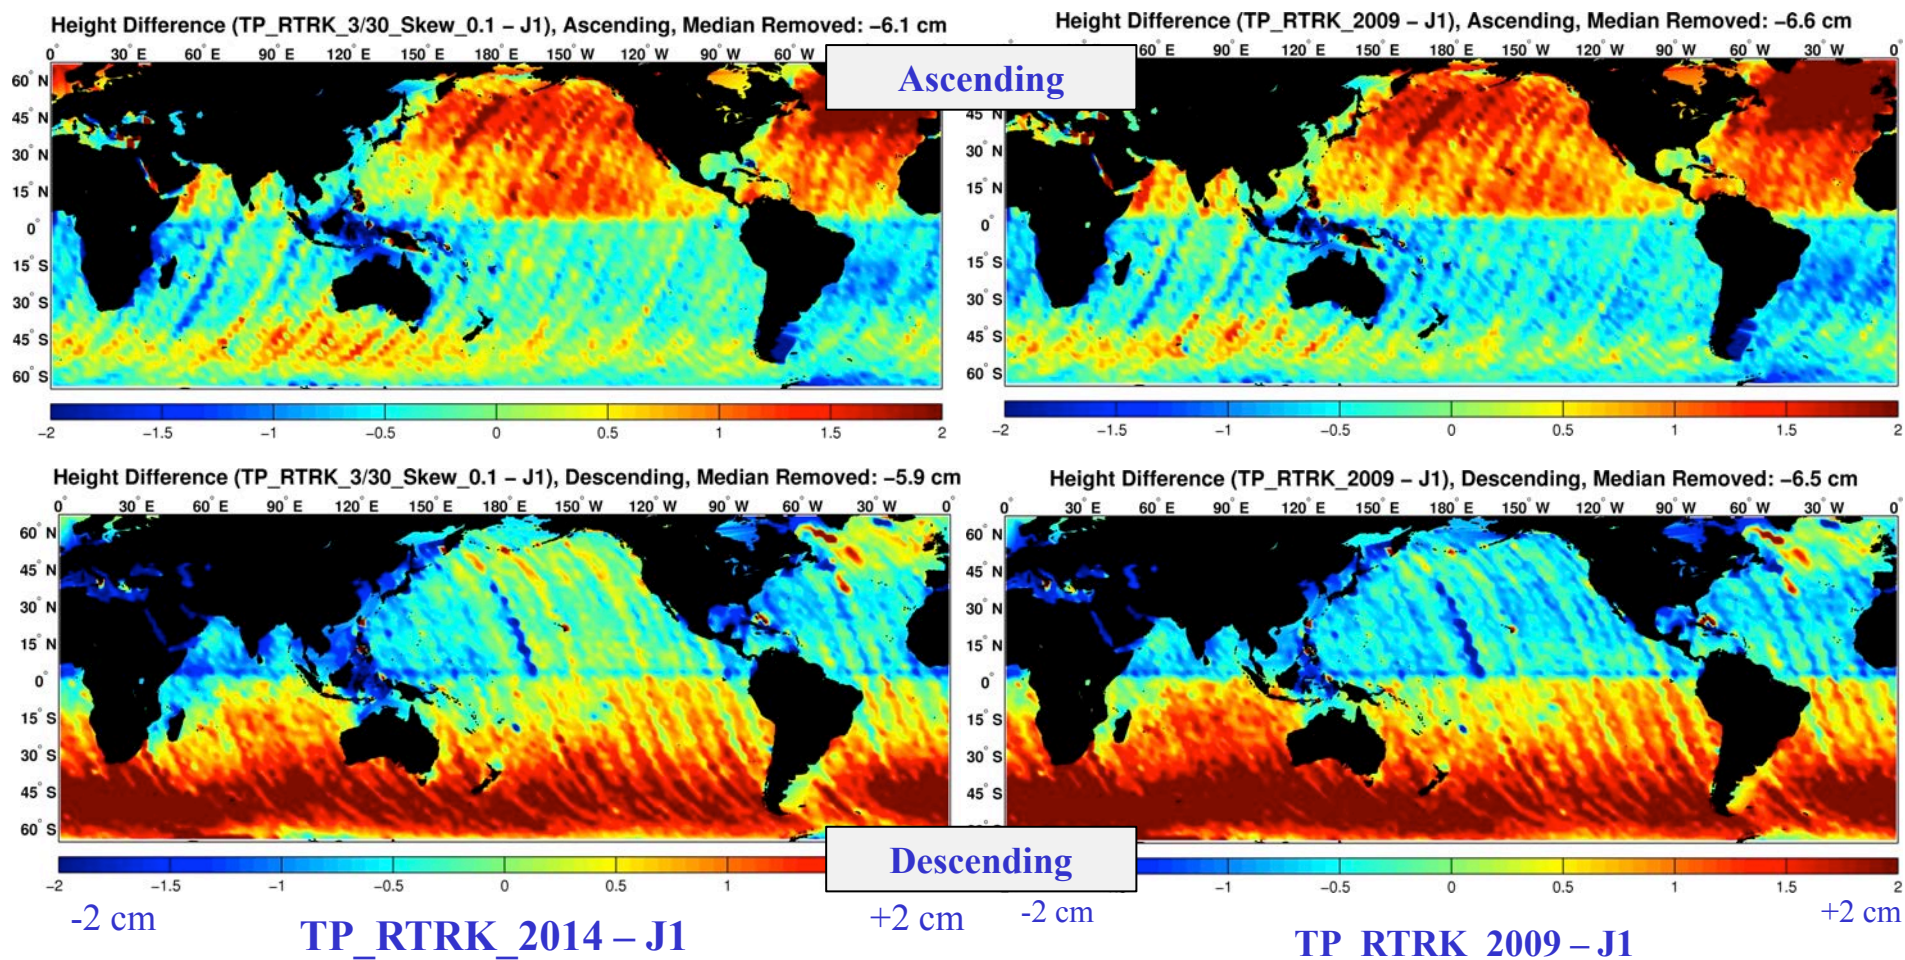 Height Difference (TP_RTRK_3/30_Skew_0.1 – J1), Ascending, Median Removed: –6.1 cm
0° 30° E 60° E 90° E 120° E 150° E 180° E 150° W 120° W 90° W 60° W
60° N
45° N
30° N
15° N
0°
15° S
30° S
45° S
60° S
−2 −1.5 −1 −0.5 0 0.5 1 1.5 2
Height Difference (TP_RTRK_2009 – J1), Ascending, Median Removed: –6.6 cm
60° E 90° E 120° E 150° E 180° E 150° W 120° W 90° W 60° W 30° W 0°
45° N
30° N
15° N
0°
15° S
30° S
45° S
60° S
−2 −1.5 −1 −0.5 0 0.5 1 1.5 2
Ascending
Height Difference (TP_RTRK_3/30_Skew_0.1 – J1), Descending, Median Removed: –5.9 cm
0° 30° E 60° E 90° E 120° E 150° E 180° E 150° W 120° W 90° W 60° W 30° W 0°
60° N
45° N
30° N
15° N
0°
15° S
30° S
45° S
60° S
−2 −1.5 −1 −0.5 0 0.5 1
Height Difference (TP_RTRK_2009 – J1), Descending, Median Removed: –6.5 cm
0° 30° E 60° E 90° E 120° E 150° E 180° E 150° W 120° W 90° W 60° W 30° W 0°
60° N
45° N
30° N
15° N
0°
15° S
30° S
45° S
−1 −0.5 0 0.5 1 1.5 2
Descending
-2 cm
+2 cm
TP_RTRK_2014 – J1
-2 cm
+2 cm
TP_RTRK_2009 – J1